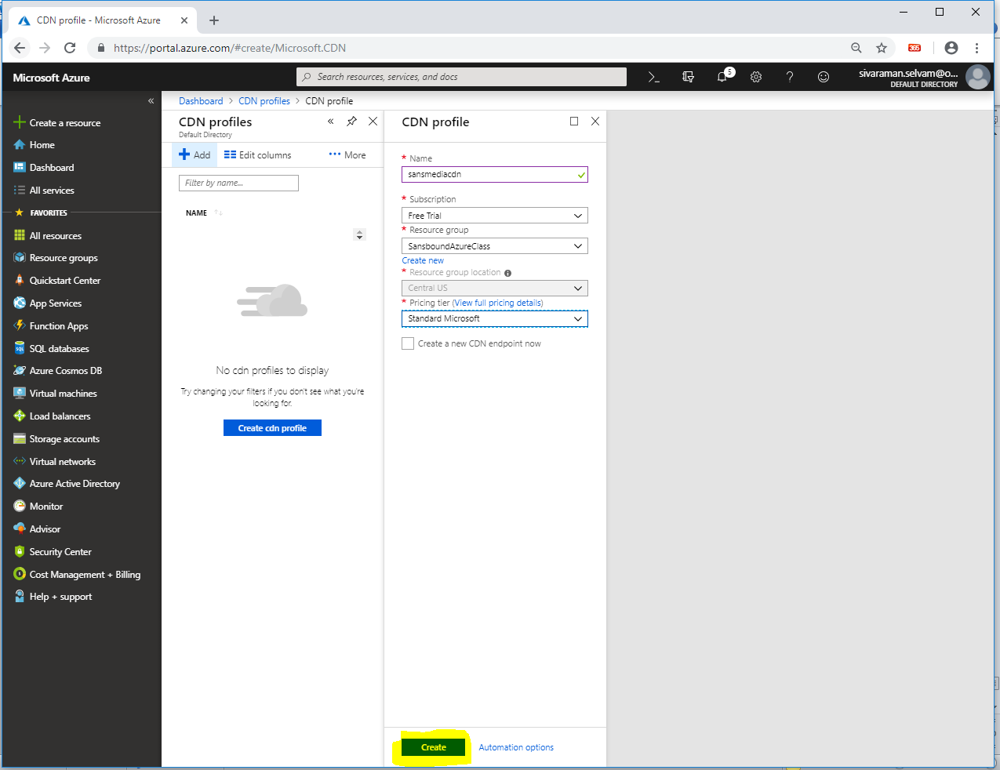 CDN profile - Microsoft Azure
https://portal.azure.com/#create/Microsoft.CDN
365
Microsoft Azure
Search resources, services, and docs
5
sivaraman.selvam@o...
DEFAULT DIRECTORY
Create a resource
Home
Dashboard
All services
FAVORITES
All resources
Resource groups
Quickstart Center
App Services
Function Apps
SQL databases
Azure Cosmos DB
Virtual machines
Load balancers
Storage accounts
Virtual networks
Azure Active Directory
Monitor
Advisor
Security Center
Cost Management + Billing
Help + support
Dashboard > CDN profiles > CDN profile
CDN profiles
Default Directory
Add
Edit columns
More
Filter by name...
NAME
No cdn profiles to display
Try changing your filters if you don't see what you're
looking for.
Create cdn profile
CDN profile
* Name
sansmediacdn
* Subscription
Free Trial
* Resource group
SansboundAzureClass
Create new
* Resource group location
Central US
* Pricing tier (View full pricing details)
Standard Microsoft
Create a new CDN endpoint now
Create
Automation options